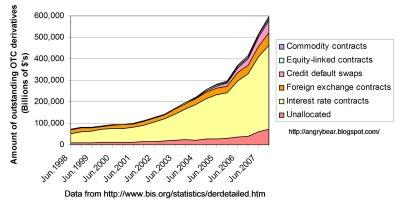 Amount of outstanding OTC derivatives
(Billions of $'s)
600,000
500,000
400,000
300,000
200,000
100,000
0
Jun.1998
Jun.1999
Jun.2000
Jun.2001
Jun.2002
Jun.2003
Jun.2004
Jun.2005
Jun.2006
Jun.2007
Commodity contracts
Equity-linked contracts
Credit default swaps
Foreign exchange contracts
Interest rate contracts
Unallocated
http://angrybear.blogspot.com/
Data from http://www.bis.org/statistics/derdetailed.htm